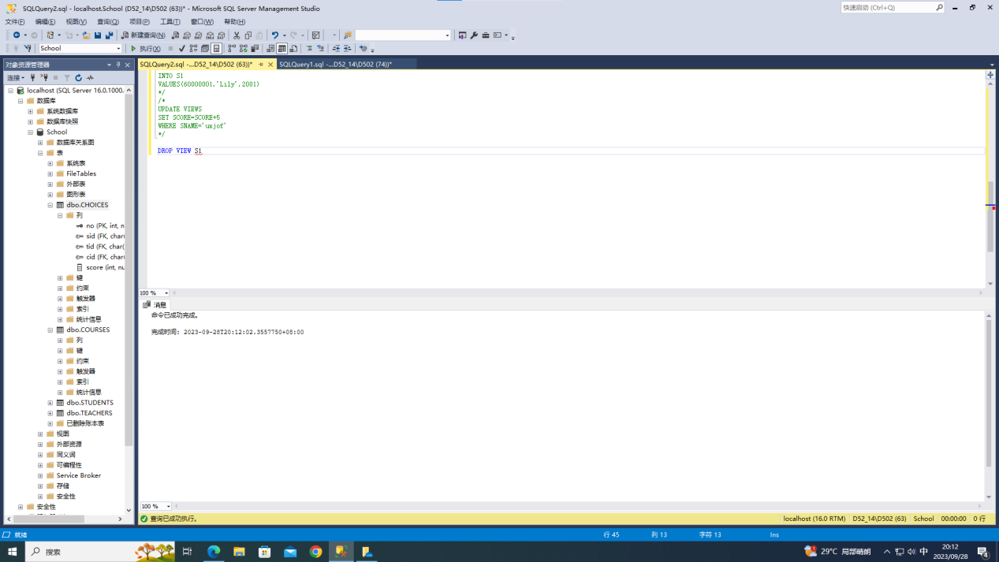 SQLQuery2.sql - localhost.School (D52_14\D502 (63))* - Microsoft SQL Server Management Studio
快速启动 (Ctrl+Q)
文件(F) 编辑(E) 视图(V) 查询(Q) 项目(P) 工具(T) 窗口(W) 帮助(H)
新建查询(N)
School
执行(X)
对象资源管理器
连接
localhost (SQL Server 16.0.1000.
数据库
系统数据库
数据库快照
School
数据库关系图
表
系统表
FileTables
外部表
图形表
dbo.CHOICES
列
no (PK, int, n
sid (FK, char(
tid (FK, char(
cid (FK, char(
score (int, nu
键
约束
触发器
索引
统计信息
dbo.COURSES
列
键
约束
触发器
索引
统计信息
dbo.STUDENTS
dbo.TEACHERS
已删除账本表
视图
外部资源
同义词
可编程性
Service Broker
存储
安全性
安全性
SQLQuery2.sql -...D52_14\D502 (63))* SQLQuery1.sql -...D52_14\D502 (74))*
INTO S1
VALUES(60000001,'Lily',2001)
*/
/*
UPDATE VIEWS
SET SCORE=SCORE+5
WHERE SNAME='uxjof'
*/
DROP VIEW S1
100 %
消息
命令已成功完成。
完成时间: 2023-09-28T20:12:02.3557750+08:00
100 %
查询已成功执行。
localhost (16.0 RTM) D52_14\D502 (63) School 00:00:00 0 行
就绪
行 45 列 13 字符 13 Ins
搜索
29°C 局部晴朗
中
20:12
2023/09/28
4